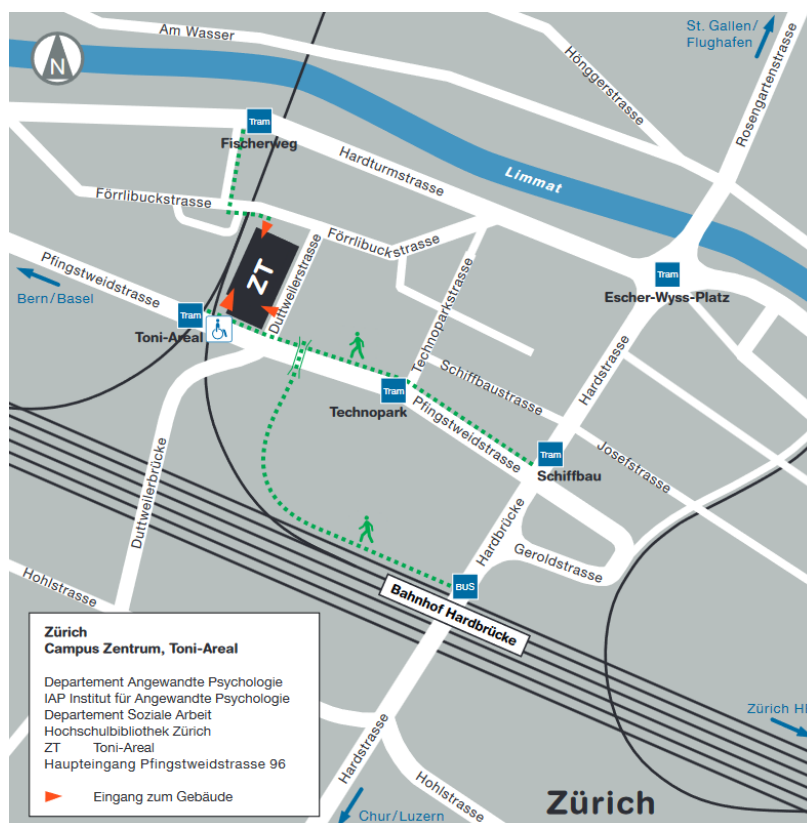 St. Gallen/
Flughafen
Am Wasser
N
Hönggerstrasse
Rosengartenstrasse
Tram
Fischerweg
Hardturmstrasse
Limmat
Förrlibuckstrasse
Förrlibuckstrasse
ZT
Duttweilerstrasse
Pfingstweidstrasse
Bern/Basel
Tram
Escher-Wyss-Platz
Tram
Toni-Areal
Technoparkstrasse
Schiffbaustrasse
Hardstrasse
Tram
Technopark
Pfingstweidstrasse
Josefstrasse
Tram
Schiffbau
Duttweilerbrücke
Hardbrücke
Geroldstrasse
BUS
Bahnhof Hardbrücke
Hohlstrasse
Zürich
Campus Zentrum, Toni-Areal
Departement Angewandte Psychologie
IAP Institut für Angewandte Psychologie
Departement Soziale Arbeit
Hochschulbibliothek Zürich
ZT Toni-Areal
Haupteingang Pfingstweidstrasse 96
Eingang zum Gebäude
Zürich H
Hardstrasse
Hohlstrasse
Chur/Luzern
Zürich